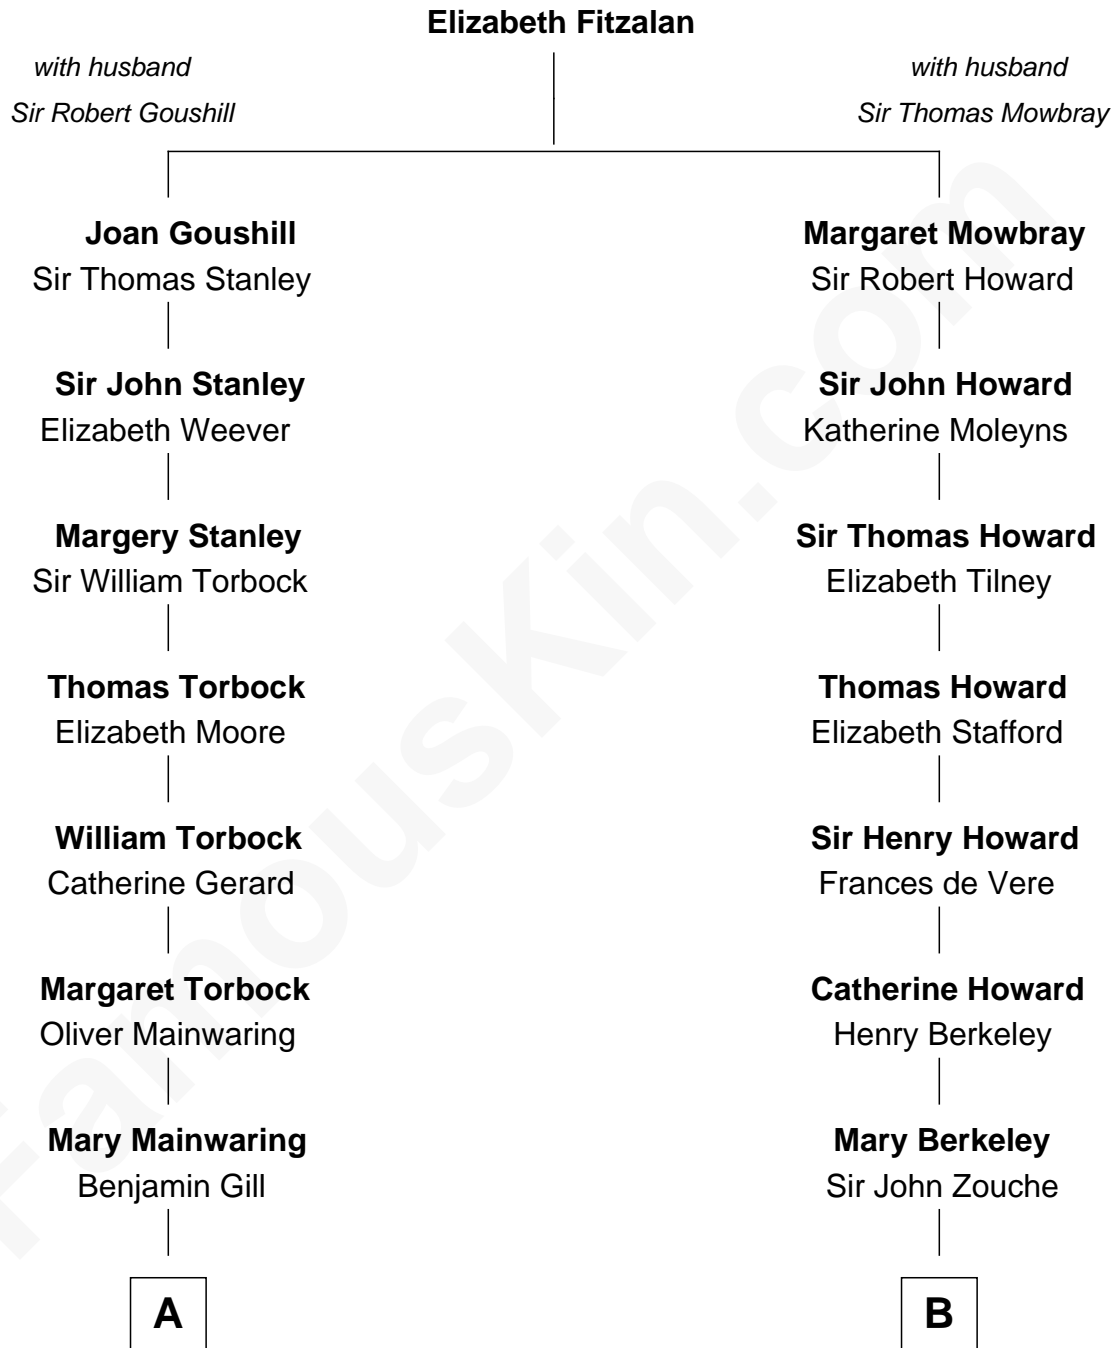 Elizabeth Fitzalan
with husband
Sir Robert Goushill
with husband
Sir Thomas Mowbray
Joan Goushill
Sir Thomas Stanley
Margaret Mowbray
Sir Robert Howard
Sir John Stanley
Elizabeth Weever
Sir John Howard
Katherine Moleyns
Margery Stanley
Sir William Torbock
Sir Thomas Howard
Elizabeth Tilney
Thomas Torbock
Elizabeth Moore
Thomas Howard
Elizabeth Stafford
William Torbock
Catherine Gerard
Sir Henry Howard
Frances de Vere
Margaret Torbock
Oliver Mainwaring
Catherine Howard
Henry Berkeley
Mary Mainwaring
Benjamin Gill
Mary Berkeley
Sir John Zouche
A
B
FamousKin.com